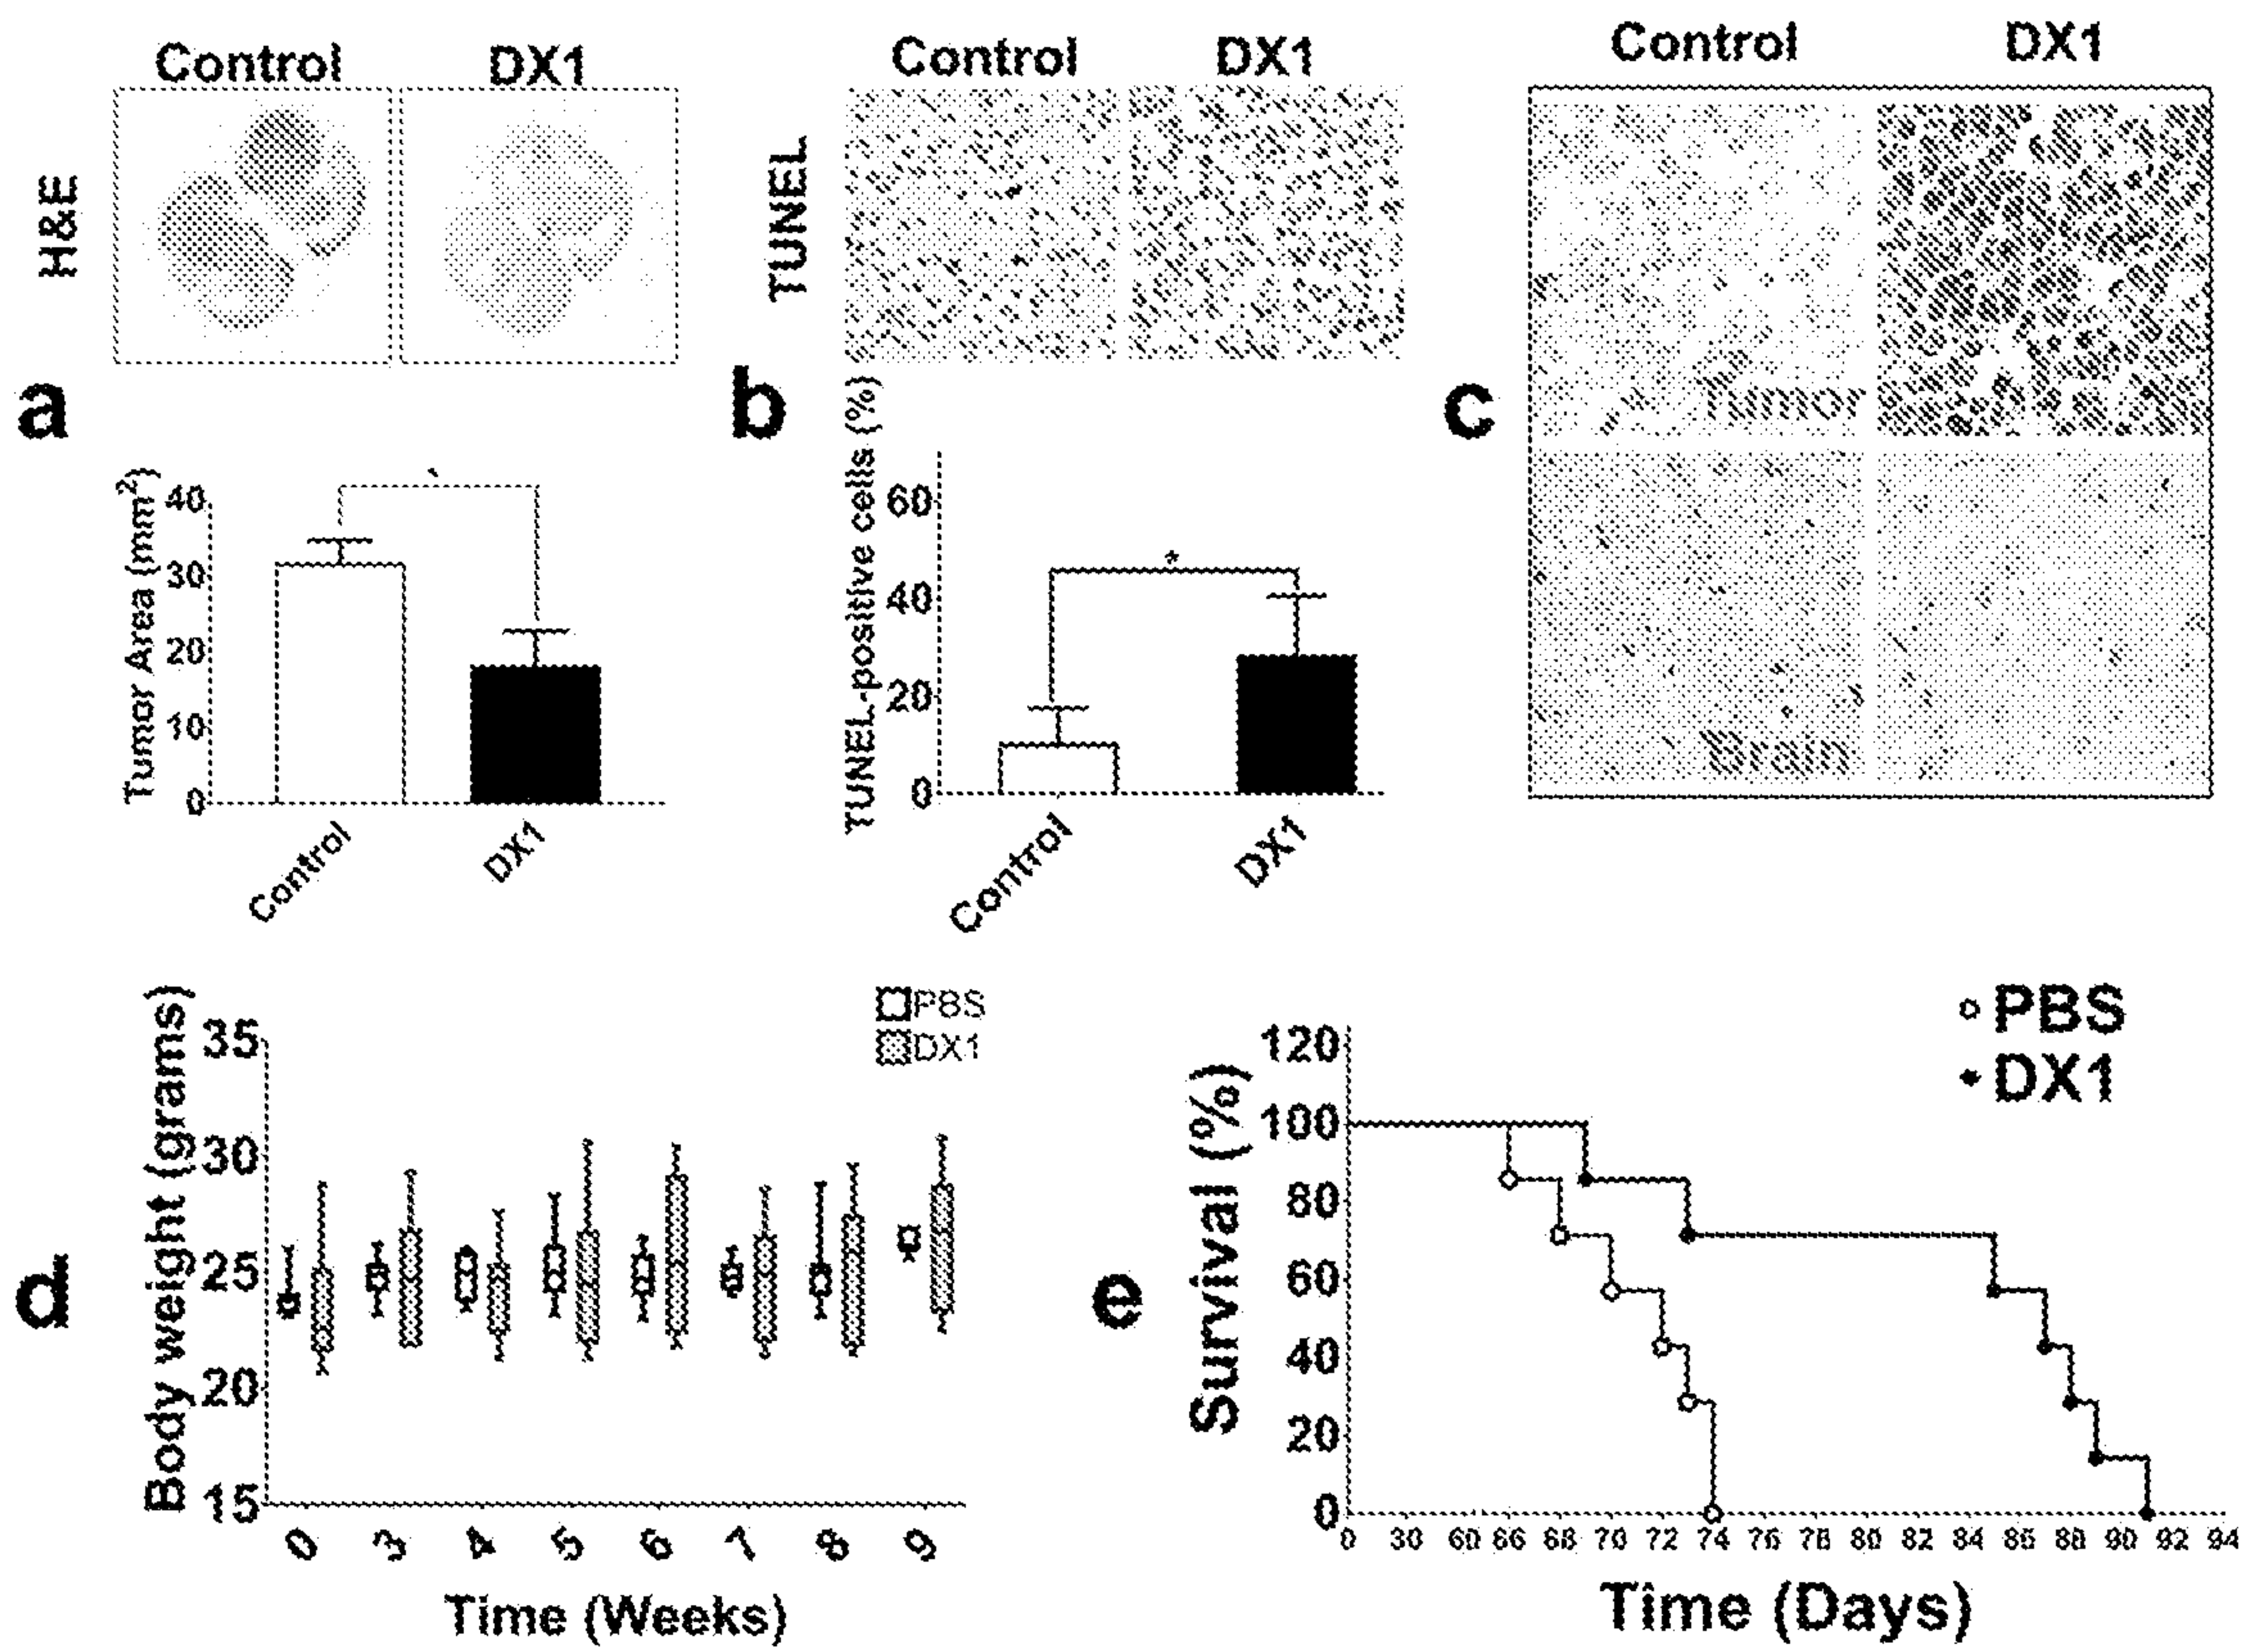 Control DX1
H&E
a
Tumor Area (mm²)
40
30
20
10
0
Control
DX1
Control DX1
TUNEL
b
TUNEL-positive cells (%)
60
40
20
0
*
Control
DX1
Control DX1
c
Tumor
Brain
d
Body weight (grams)
35
30
25
20
15
PBS
DX1
0 3 4 5 6 7 8 9
Time (Weeks)
e
Survival (%)
120
100
80
60
40
20
0
PBS
DX1
0 30 60 66 68 70 72 74 76 78 80 82 84 86 88 90 92 94
Time (Days)